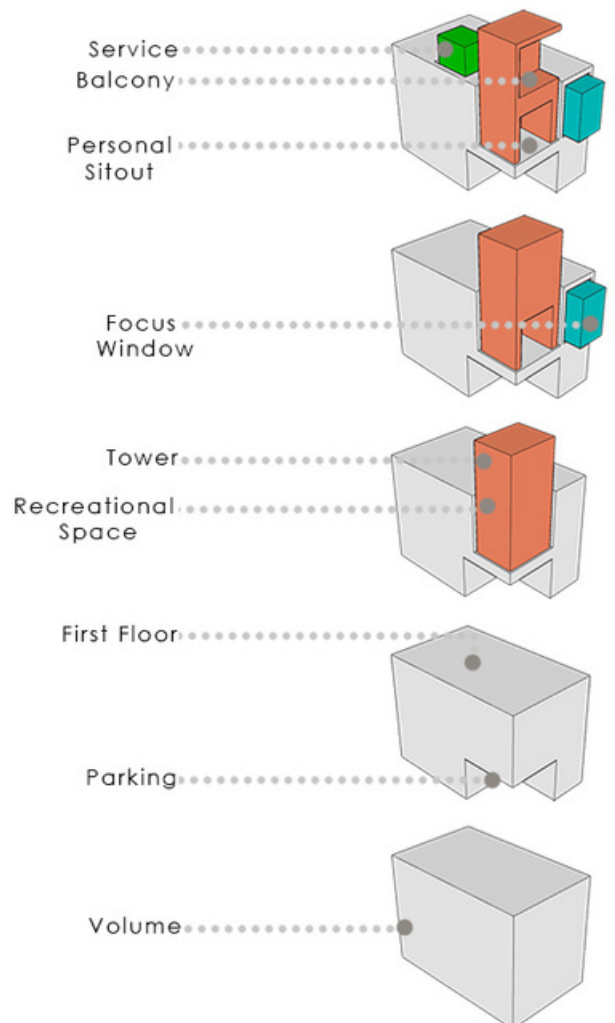 Service
Balcony
Personal
Sitout
Focus
Window
Tower
Recreational
Space
First Floor
Parking
Volume